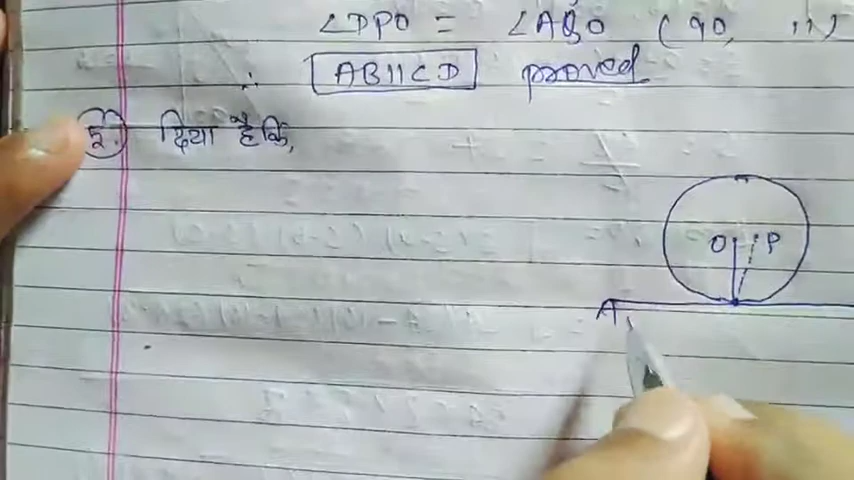 ∠DPO = ∠AQO (90,
∴ AB||CD proved
5. दिया है कि,
O P
A